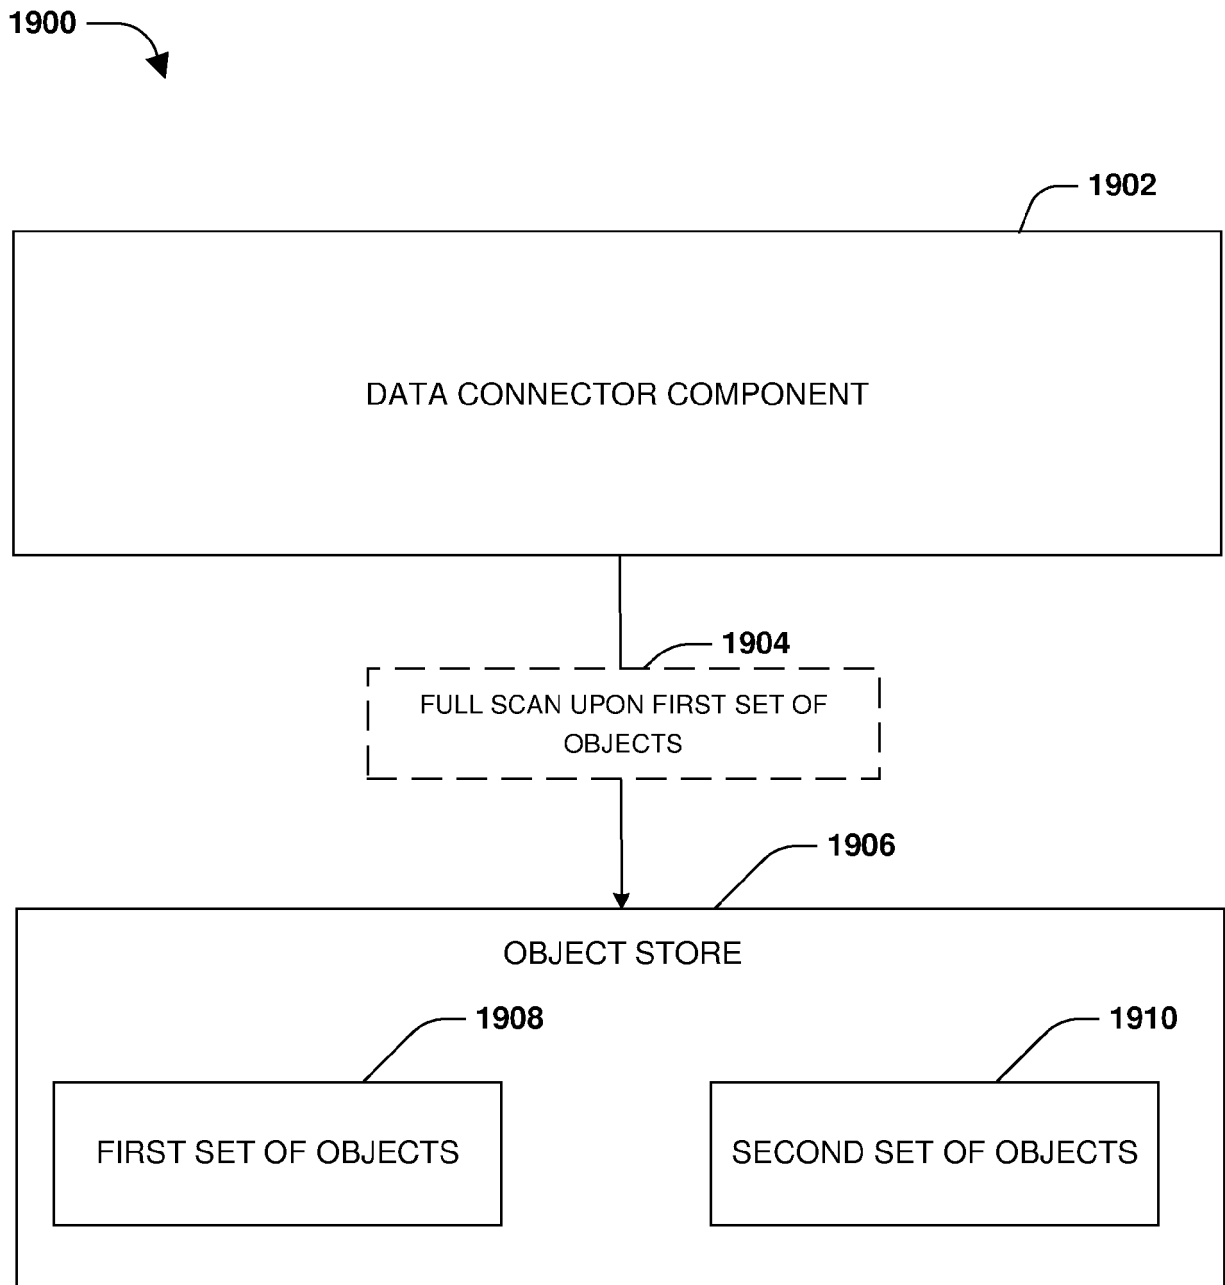 1900
1902
DATA CONNECTOR COMPONENT
1904
FULL SCAN UPON FIRST SET OF
OBJECTS
1906
OBJECT STORE
1908
1910
FIRST SET OF OBJECTS
SECOND SET OF OBJECTS